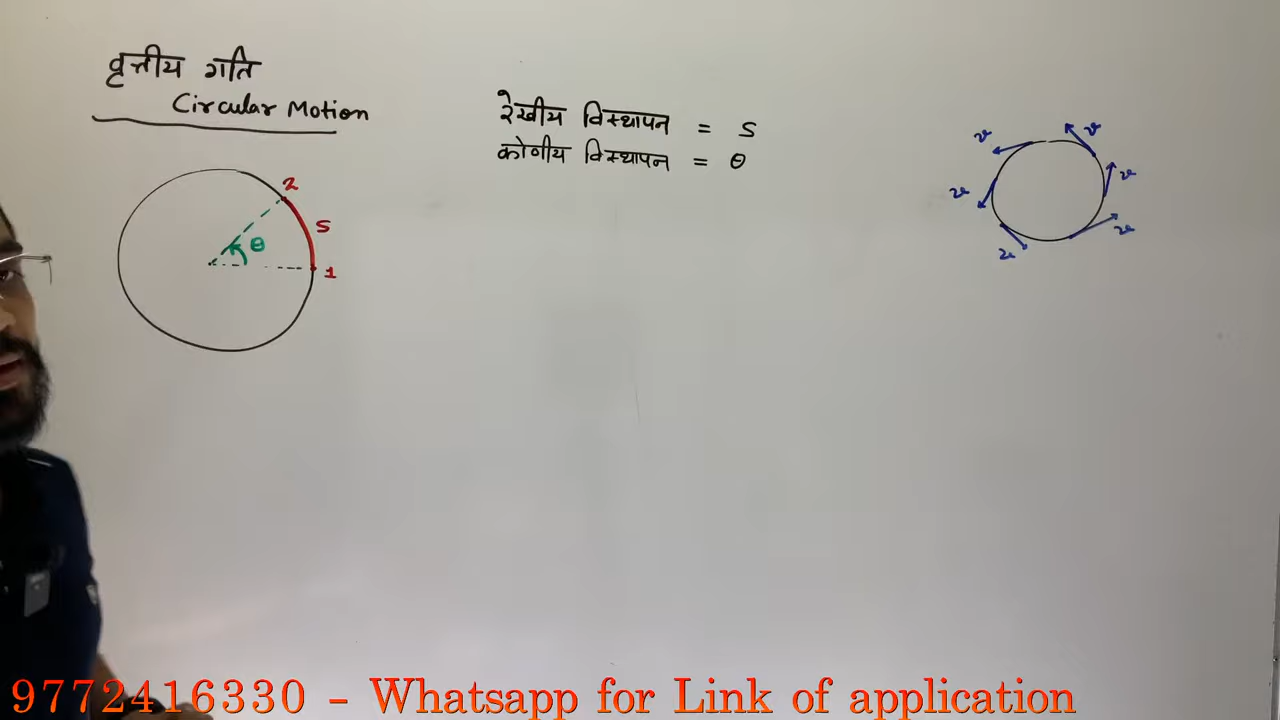 वृत्तीय गति
Circular Motion
रेखीय विस्थापन = S
कोणीय विस्थापन = θ
2
S
θ
1
v
v
v
v
v
v
9772416330 - Whatsapp for Link of application